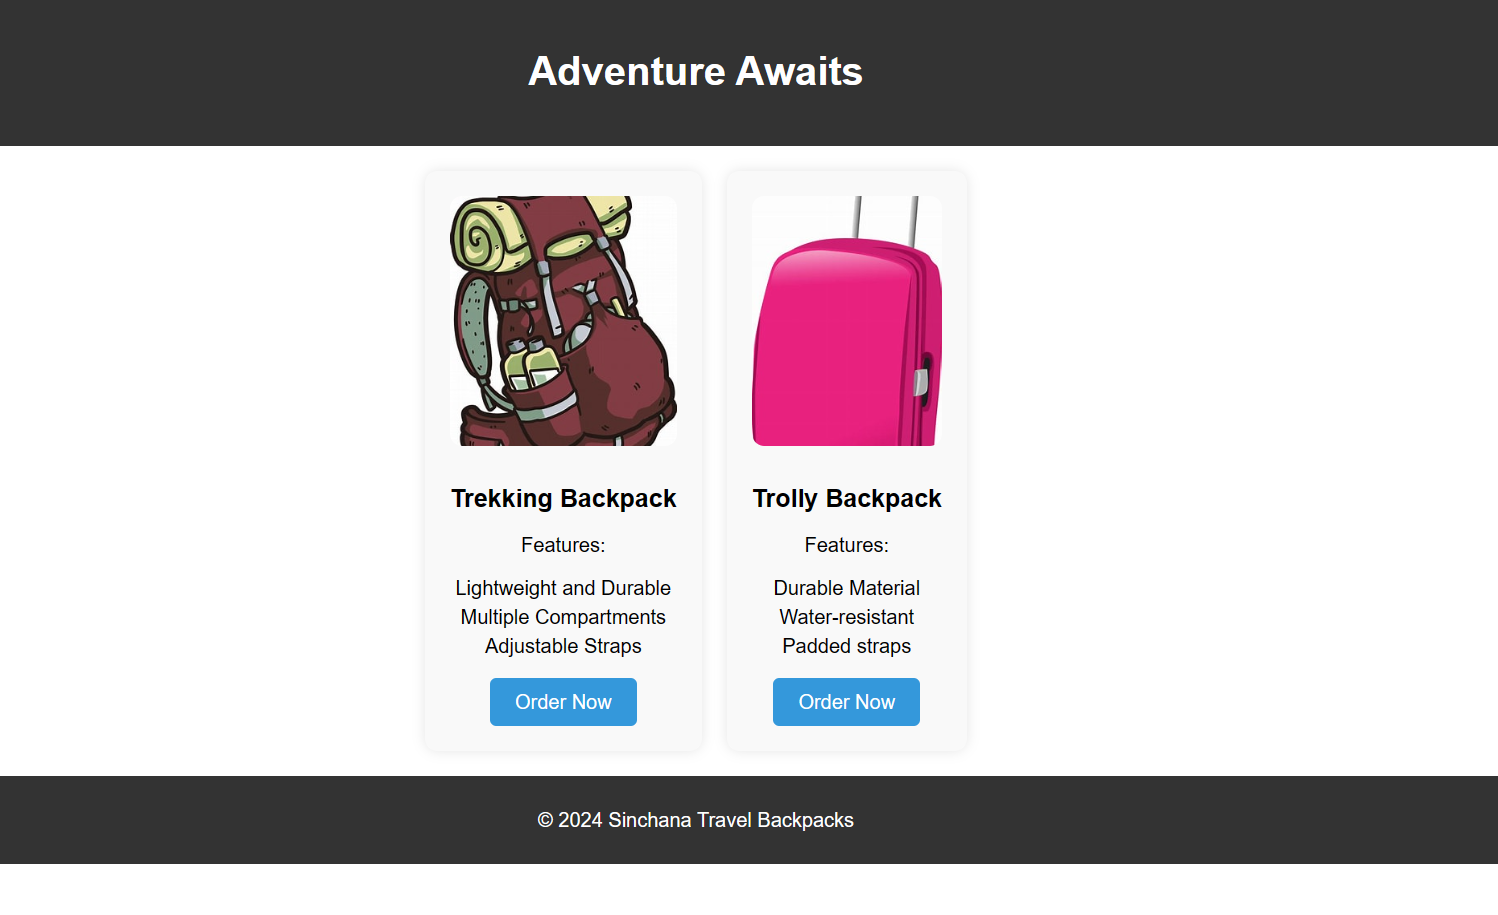 Adventure Awaits
Trekking Backpack
Features:
Lightweight and Durable
Multiple Compartments
Adjustable Straps
Order Now
Trolly Backpack
Features:
Durable Material
Water-resistant
Padded straps
Order Now
© 2024 Sinchana Travel Backpacks